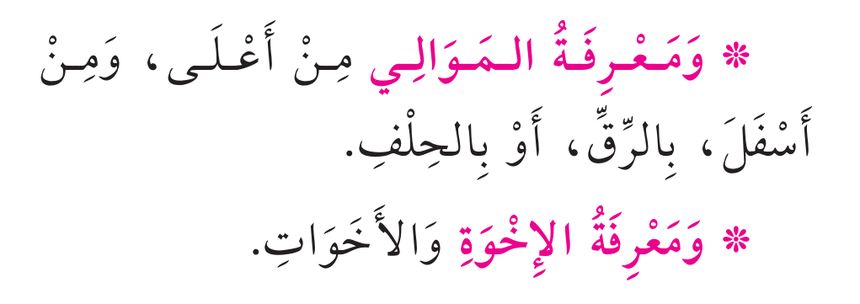 ❊ وَمَعْرِفَةُ المَوَالِي مِنْ أَعْلَى، وَمِنْ
أَسْفَلَ، بِالرِّقِّ، أَوْ بِالحِلْفِ.
❊ وَمَعْرِفَةُ الإِخْوَةِ وَالأَخَوَاتِ.